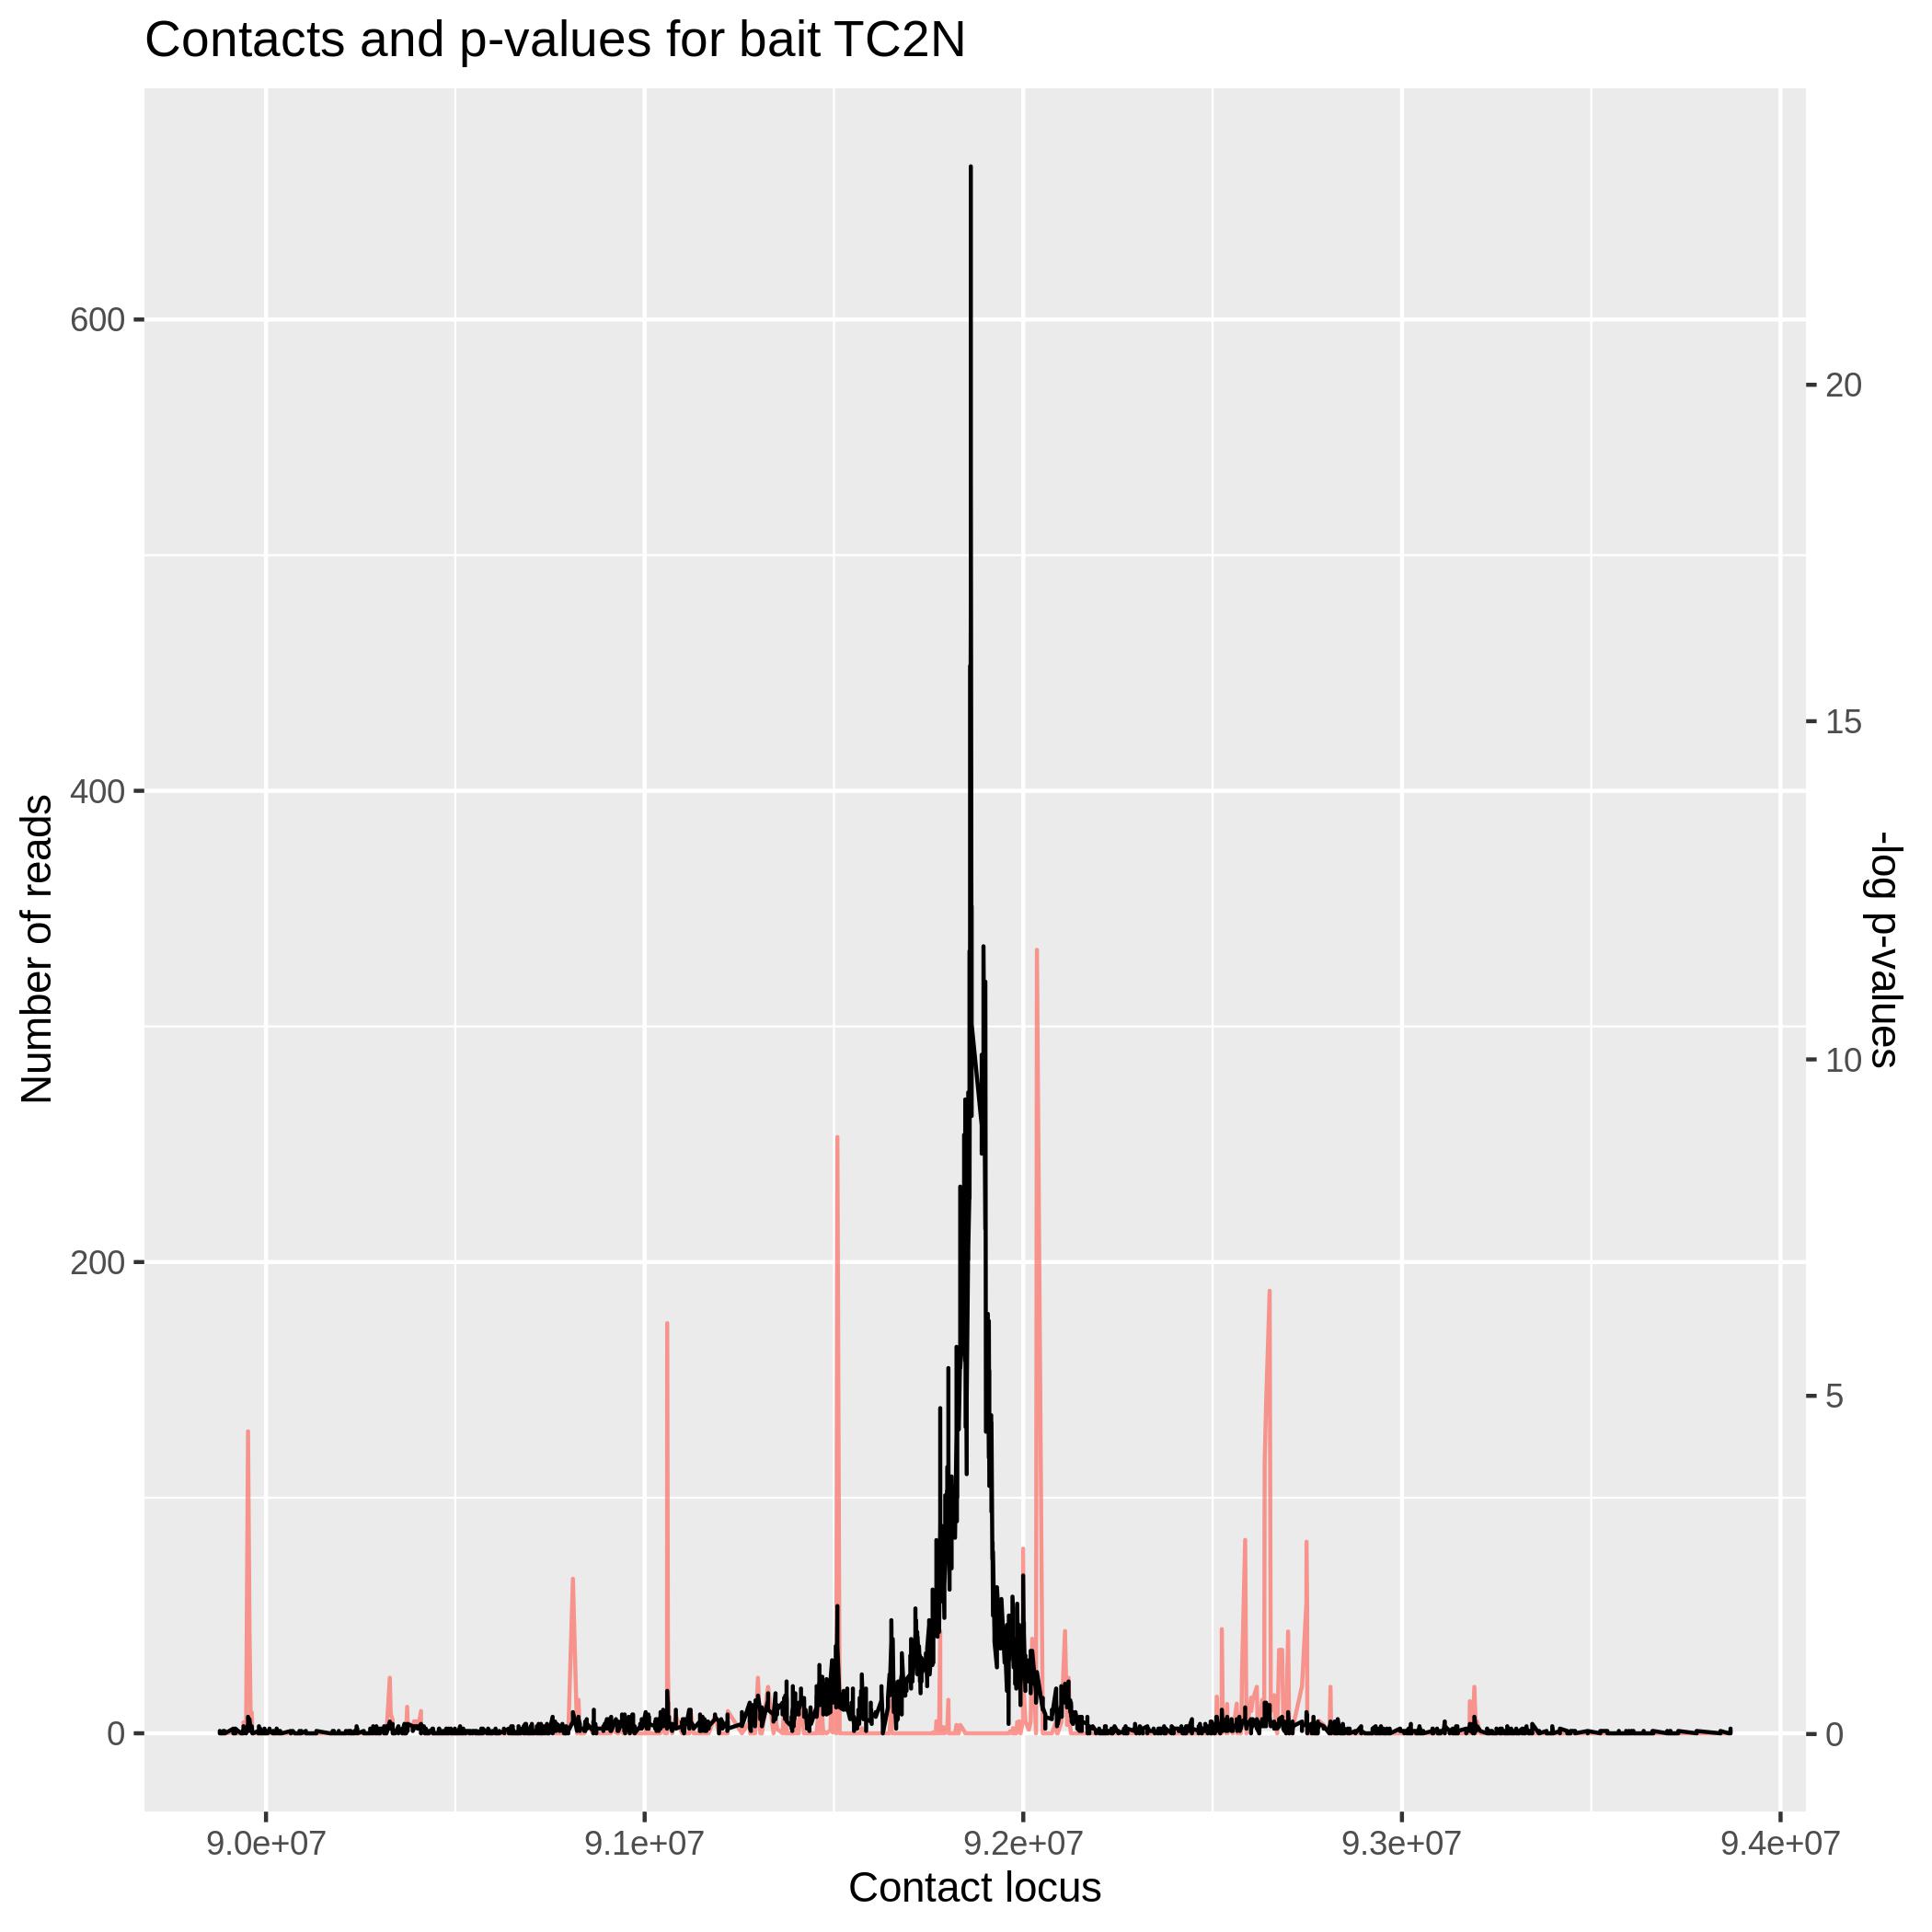 Contacts and p-values for bait TC2N
Number of reads
600
400
200
0
20
15
10
5
0
-log p-values
9.0e+07
9.1e+07
9.2e+07
9.3e+07
9.4e+07
Contact locus